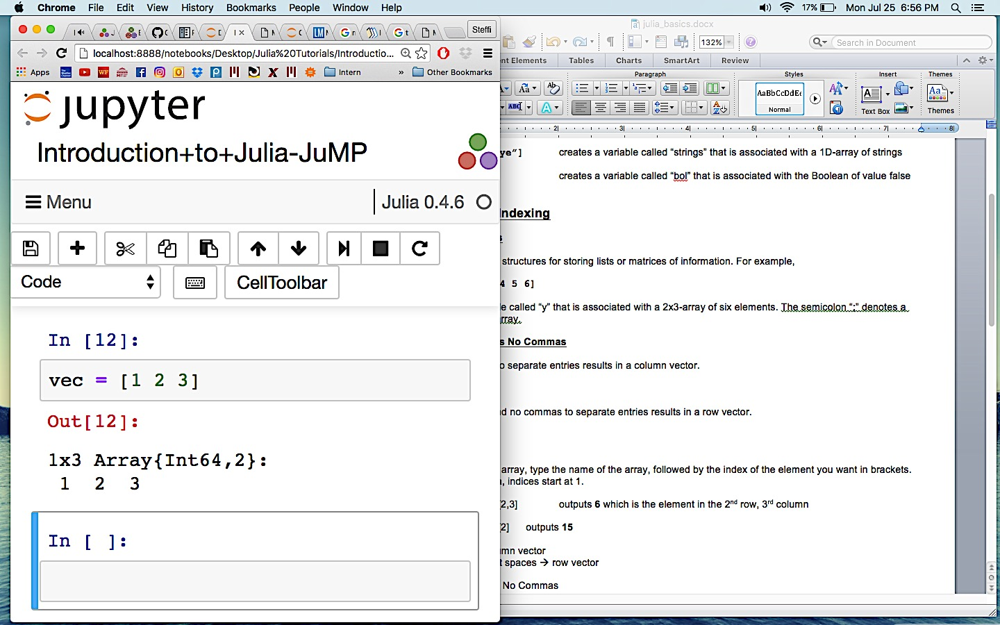 Chrome File Edit View History Bookmarks People Window Help
17% Mon Jul 25 6:56 PM
Steffi
localhost:8888/notebooks/Desktop/Julia%20Tutorials/Introductio...
Apps
Intern
» Other Bookmarks
jupyter
Introduction+to+Julia-JuMP
Menu
Julia 0.4.6
Code
CellToolbar
In [12]:
vec = [1 2 3]
Out[12]:
1x3 Array{Int64,2}:
1 2 3
In [ ]:
julia_basics.docx
132%
Search in Document
nt Elements Tables Charts SmartArt Review
Paragraph Styles Insert Themes
AaBbCcDdEe
Normal
Text Box
Themes
2 3 4 5 6 7 8
ye"] creates a variable called “strings” that is associated with a 1D-array of strings
creates a variable called “bol” that is associated with the Boolean of value false
Indexing
s
structures for storing lists or matrices of information. For example,
4 5 6]
e called “y” that is associated with a 2x3-array of six elements. The semicolon “;” denotes a
rray.
s No Commas
o separate entries results in a column vector.
d no commas to separate entries results in a row vector.
array, type the name of the array, followed by the index of the element you want in brackets.
, indices start at 1.
2,3] outputs 6 which is the element in the 2nd row, 3rd column
2] outputs 15
mn vector
t spaces → row vector
No Commas